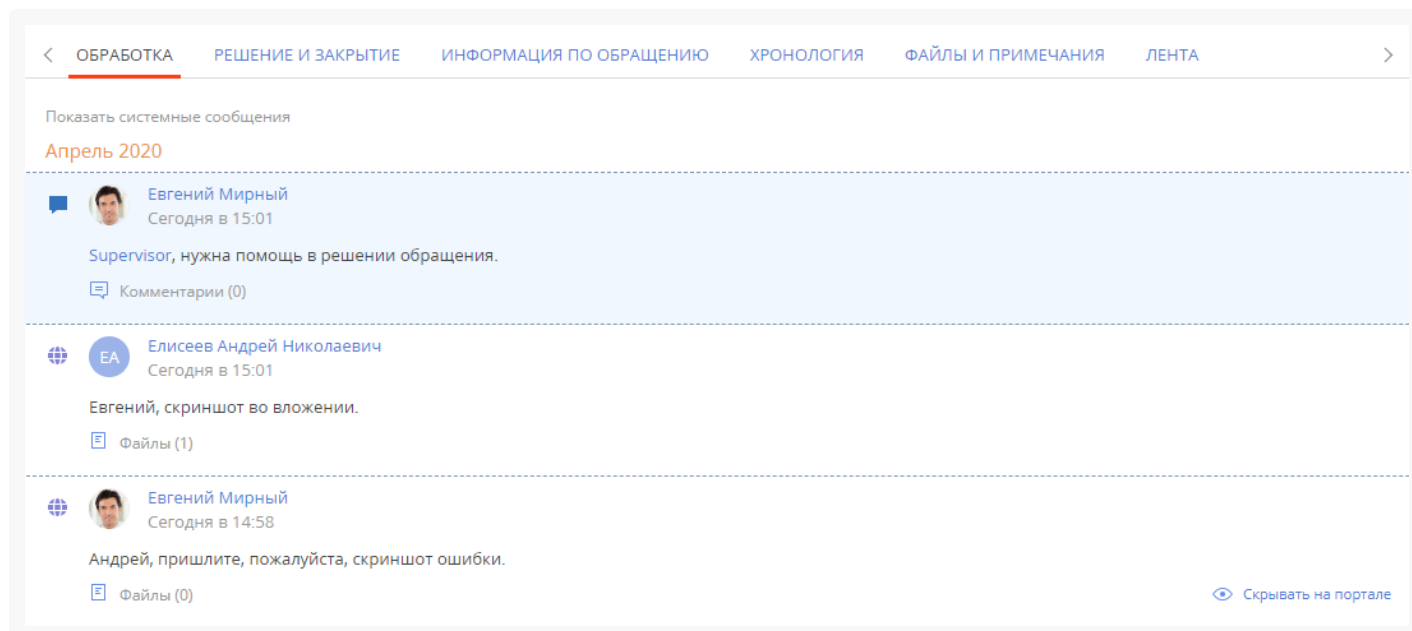 ОБРАБОТКА РЕШЕНИЕ И ЗАКРЫТИЕ ИНФОРМАЦИЯ ПО ОБРАЩЕНИЮ ХРОНОЛОГИЯ ФАЙЛЫ И ПРИМЕЧАНИЯ ЛЕНТА
Показать системные сообщения
Апрель 2020
Евгений Мирный
Сегодня в 15:01
Supervisor, нужна помощь в решении обращения.
Комментарии (0)
Елисеев Андрей Николаевич
EA
Сегодня в 15:01
Евгений, скриншот во вложении.
Файлы (1)
Евгений Мирный
Сегодня в 14:58
Андрей, пришлите, пожалуйста, скриншот ошибки.
Файлы (0) Скрывать на портале